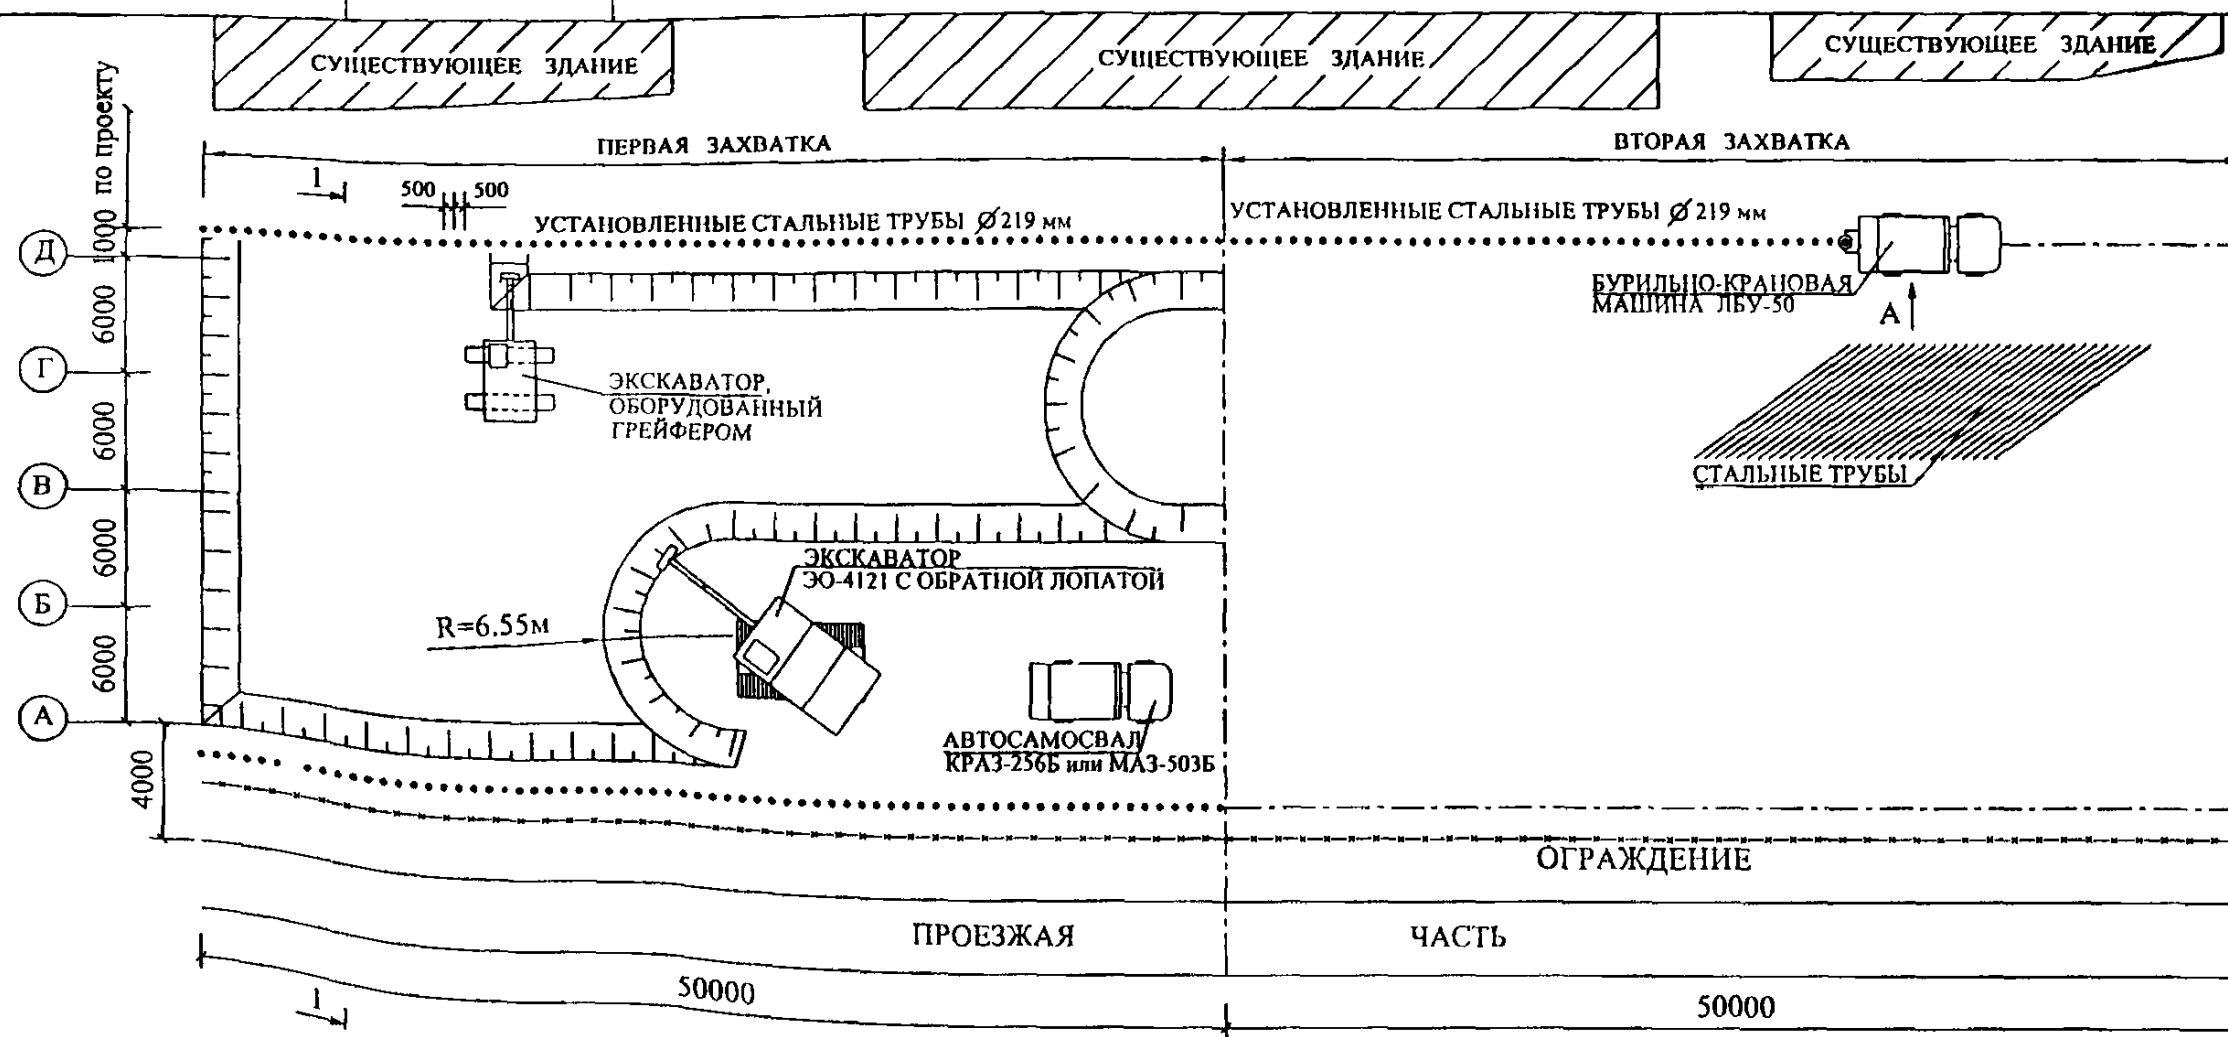 СУЩЕСТВУЮЩЕЕ ЗДАНИЕ
СУЩЕСТВУЮЩЕЕ ЗДАНИЕ
СУЩЕСТВУЮЩЕЕ ЗДАНИЕ
ПЕРВАЯ ЗАХВАТКА
ВТОРАЯ ЗАХВАТКА
1
500 500
УСТАНОВЛЕННЫЕ СТАЛЬНЫЕ ТРУБЫ Ø 219 мм
УСТАНОВЛЕННЫЕ СТАЛЬНЫЕ ТРУБЫ Ø 219 мм
1000 по проекту
Д
6000
Г
6000
В
6000
Б
6000
А
4000
БУРИЛЬНО-КРАНОВАЯ
МАШИНА ЛБУ-50
А
ЭКСКАВАТОР,
ОБОРУДОВАННЫЙ
ГРЕЙФЕРОМ
СТАЛЬНЫЕ ТРУБЫ
ЭКСКАВАТОР
ЭО-4121 С ОБРАТНОЙ ЛОПАТОЙ
R=6.55м
АВТОСАМОСВАЛ
КРАЗ-256Б или МАЗ-503Б
ОГРАЖДЕНИЕ
ПРОЕЗЖАЯ ЧАСТЬ
50000
50000
1